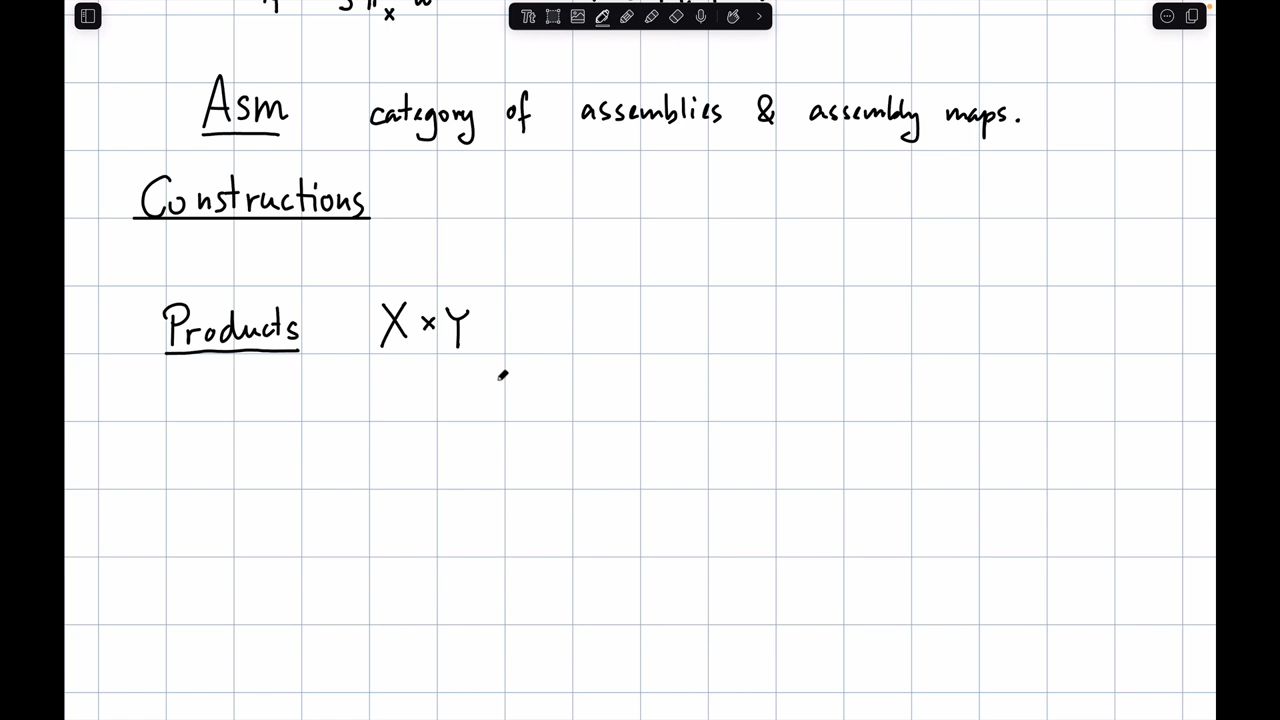 Asm category of assemblies & assembly maps.
Constructions
Products X × Y